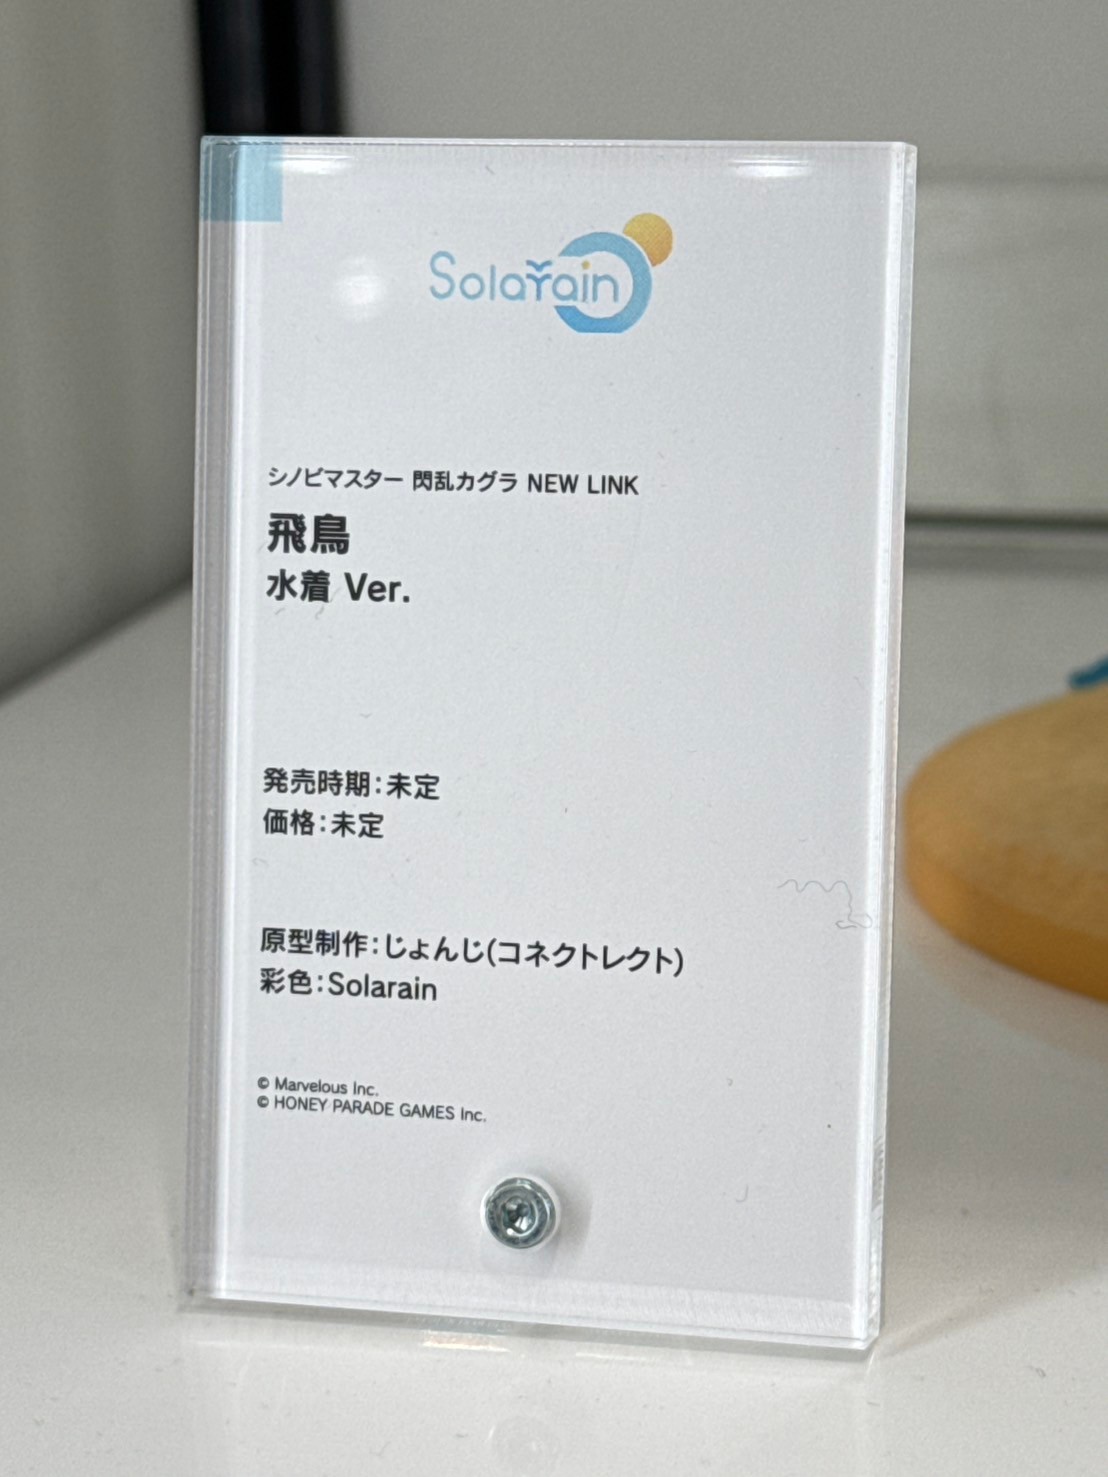 Solarain
シノビマスター 閃乱カグラ NEW LINK
飛鳥
水着 Ver.
発売時期：未定
価格：未定
原型制作：じょんじ(コネクトレクト)
彩色：Solarain
© Marvelous Inc.
© HONEY PARADE GAMES Inc.